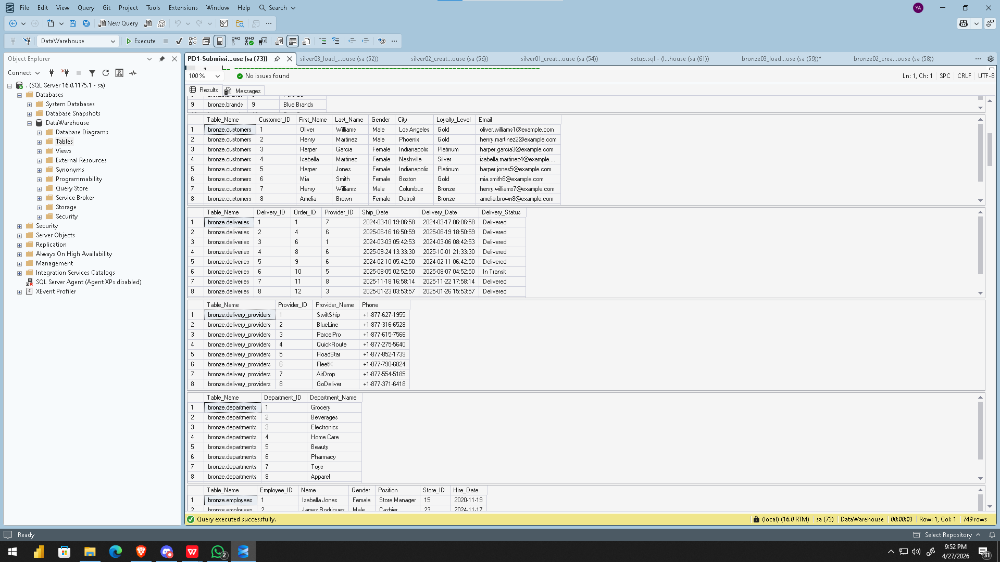 File Edit View Query Git Project Tools Extensions Window Help Search YA
New Query
DAX
DataWarehouse Execute
Object Explorer
Connect
. (SQL Server 16.0.1175.1 - sa)
Databases
System Databases
Database Snapshots
DataWarehouse
Database Diagrams
Tables
Views
External Resources
Synonyms
Programmability
Query Store
Service Broker
Storage
Security
Security
Server Objects
Replication
Always On High Availability
Management
Integration Services Catalogs
SQL Server Agent (Agent XPs disabled)
XEvent Profiler
PD1-Submissi...use (sa (73)) silver03_load_...ouse (sa (52)) silver02_creat...ouse (sa (56)) silver01_creat...ouse (sa (54)) setup.sql - (l...house (sa (61)) bronze03_load...use (sa (59))* bronze02_crea...ouse (sa (58))
100 % No issues found Ln: 1, Ch: 1 SPC CRLF UTF-8
Results Messages
9 bronze.brands 9 Blue Brands
Table_Name Customer_ID First_Name Last_Name Gender City Loyalty_Level Email
1 bronze.customers 1 Oliver Williams Male Los Angeles Gold oliver.williams1@example.com
2 bronze.customers 2 Henry Martinez Male Phoenix Gold henry.martinez2@example.com
3 bronze.customers 3 Harper Garcia Female Indianapolis Platinum harper.garcia3@example.com
4 bronze.customers 4 Isabella Martinez Female Nashville Silver isabella.martinez4@example....
5 bronze.customers 5 Harper Jones Female Indianapolis Platinum harper.jones5@example.com
6 bronze.customers 6 Mia Smith Female Boston Gold mia.smith6@example.com
7 bronze.customers 7 Henry Williams Male Columbus Bronze henry.williams7@example.com
8 bronze.customers 8 Amelia Brown Female Detroit Bronze amelia.brown8@example.com
Table_Name Delivery_ID Order_ID Provider_ID Ship_Date Delivery_Date Delivery_Status
1 bronze.deliveries 1 1 7 2024-03-10 19:06:58 2024-03-17 06:06:58 Delivered
2 bronze.deliveries 2 4 6 2025-06-16 16:50:59 2025-06-19 18:50:59 Delivered
3 bronze.deliveries 3 6 1 2024-03-03 05:42:53 2024-03-06 08:42:53 Delivered
4 bronze.deliveries 4 8 6 2025-09-24 13:33:30 2025-10-01 21:33:30 Delivered
5 bronze.deliveries 5 9 6 2024-02-10 05:42:50 2024-02-11 06:42:50 Delivered
6 bronze.deliveries 6 10 5 2025-08-05 02:52:50 2025-08-07 04:52:50 In Transit
7 bronze.deliveries 7 11 8 2025-11-18 16:58:14 2025-11-22 17:58:14 Delivered
8 bronze.deliveries 8 12 3 2025-01-23 03:53:57 2025-01-26 15:53:57 Delivered
Table_Name Provider_ID Provider_Name Phone
1 bronze.delivery_providers 1 SwiftShip +1-877-627-1955
2 bronze.delivery_providers 2 BlueLine +1-877-316-6528
3 bronze.delivery_providers 3 ParcelPro +1-877-615-7566
4 bronze.delivery_providers 4 QuickRoute +1-877-275-5640
5 bronze.delivery_providers 5 RoadStar +1-877-852-1739
6 bronze.delivery_providers 6 FleetX +1-877-790-6824
7 bronze.delivery_providers 7 AirDrop +1-877-554-5185
8 bronze.delivery_providers 8 GoDeliver +1-877-371-6418
Table_Name Department_ID Department_Name
1 bronze.departments 1 Grocery
2 bronze.departments 2 Beverages
3 bronze.departments 3 Electronics
4 bronze.departments 4 Home Care
5 bronze.departments 5 Beauty
6 bronze.departments 6 Pharmacy
7 bronze.departments 7 Toys
8 bronze.departments 8 Apparel
Table_Name Employee_ID Name Gender Position Store_ID Hire_Date
1 bronze.employees 1 Isabella Jones Female Store Manager 15 2020-11-19
2 bronze.employees 2 James Rodriguez Male Cashier 23 2024-11-17
Query executed successfully. (local) (16.0 RTM) sa (73) DataWarehouse 00:00:03 Row: 1, Col: 1 749 rows
Ready Select Repository
W 2 9:52 PM
4/27/2026 31